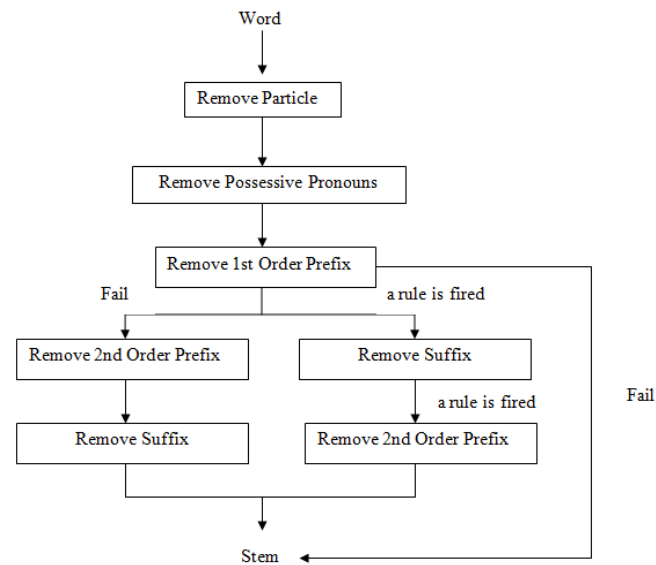 Word
Remove Particle
Remove Possessive Pronouns
Remove 1st Order Prefix
Fail
a rule is fired
Remove 2nd Order Prefix
Remove Suffix
a rule is fired
Fail
Remove Suffix
Remove 2nd Order Prefix
Stem